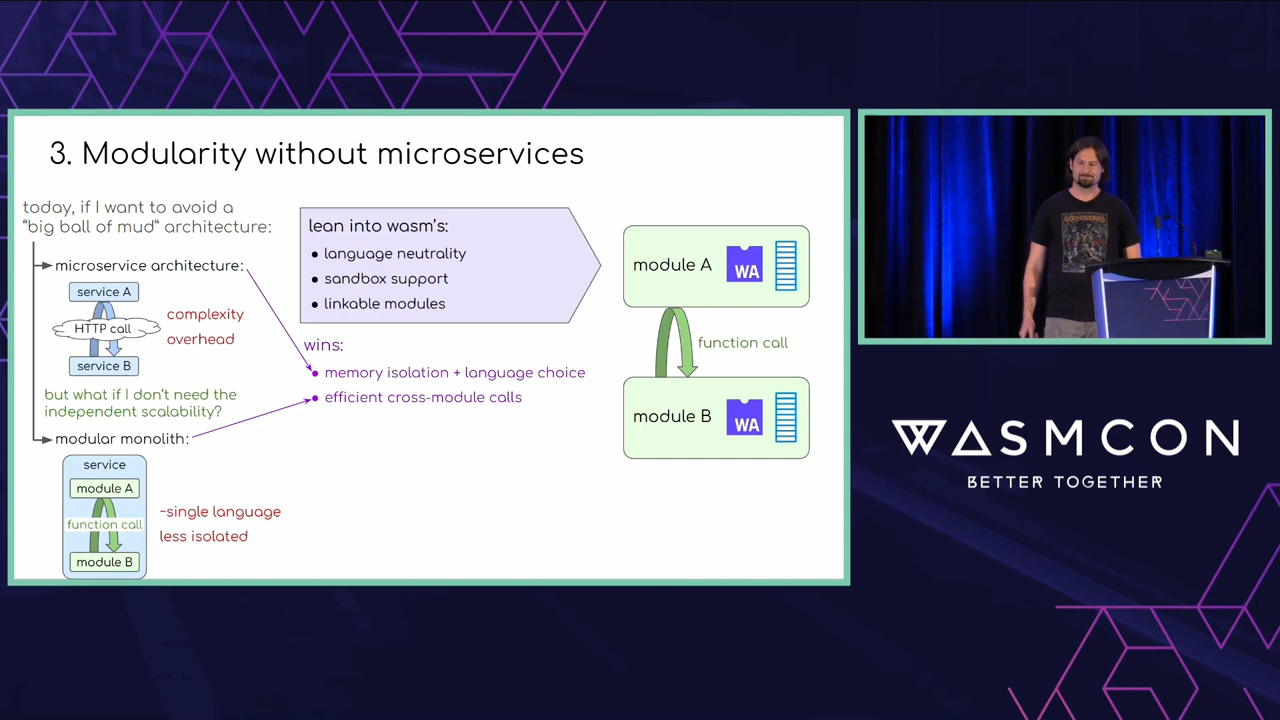 3. Modularity without microservices
today, if I want to avoid a
"big ball of mud" architecture:
microservice architecture:
service A
HTTP call
service B
complexity
overhead
but what if I don't need the
independent scalability?
modular monolith:
service
module A
function call
module B
~single language
less isolated
lean into wasm's:
• language neutrality
• sandbox support
• linkable modules
wins:
• memory isolation + language choice
• efficient cross-module calls
module A
WA
function call
module B
WA
WASMCON
BETTER TOGETHER